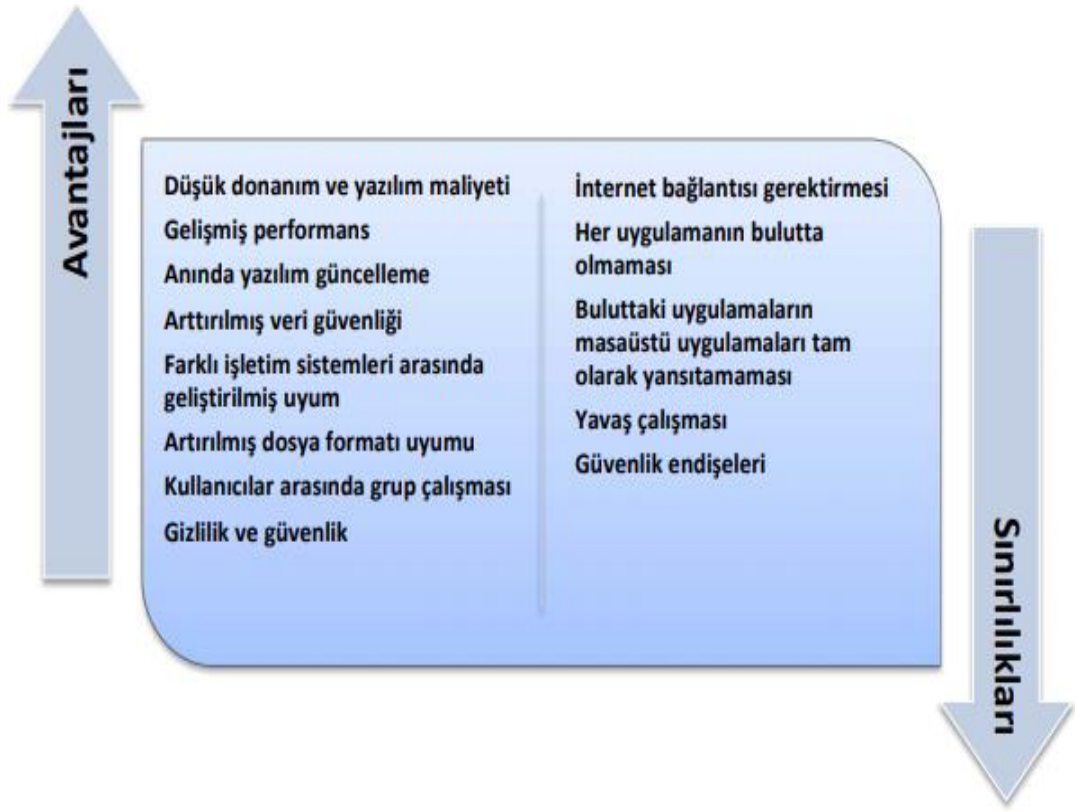 Avantajları
Düşük donanım ve yazılım maliyeti
Gelişmiş performans
Anında yazılım güncelleme
Arttırılmış veri güvenliği
Farklı işletim sistemleri arasında
geliştirilmiş uyum
Artırılmış dosya formatı uyumu
Kullanıcılar arasında grup çalışması
Gizlilik ve güvenlik
İnternet bağlantısı gerektirmesi
Her uygulamanın bulutta
olmaması
Buluttaki uygulamaların
masaüstü uygulamaları tam
olarak yansıtamaması
Yavaş çalışması
Güvenlik endişeleri
Sınırlılıkları